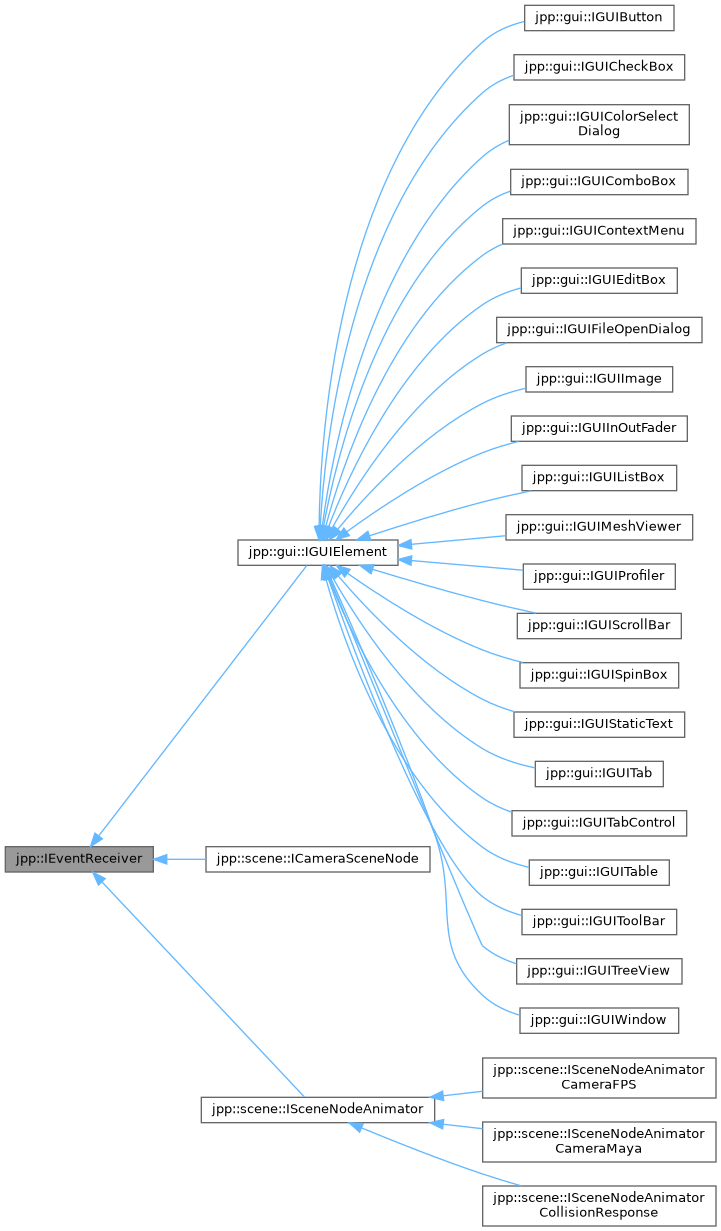 jpp::gui::IGUIButton
jpp::gui::IGUICheckBox
jpp::gui::IGUIColorSelect
Dialog
jpp::gui::IGUIComboBox
jpp::gui::IGUIContextMenu
jpp::gui::IGUIEditBox
jpp::gui::IGUIFileOpenDialog
jpp::gui::IGUIImage
jpp::gui::IGUIInOutFader
jpp::gui::IGUIListBox
jpp::gui::IGUIMeshViewer
jpp::gui::IGUIElement
jpp::gui::IGUIProfiler
jpp::gui::IGUIScrollBar
jpp::gui::IGUISpinBox
jpp::gui::IGUIStaticText
jpp::gui::IGUITab
jpp::gui::IGUITabControl
jpp::IEventReceiver
jpp::scene::ICameraSceneNode
jpp::gui::IGUITable
jpp::gui::IGUIToolBar
jpp::gui::IGUITreeView
jpp::gui::IGUIWindow
jpp::scene::ISceneNodeAnimator
CameraFPS
jpp::scene::ISceneNodeAnimator
jpp::scene::ISceneNodeAnimator
CameraMaya
jpp::scene::ISceneNodeAnimator
CollisionResponse